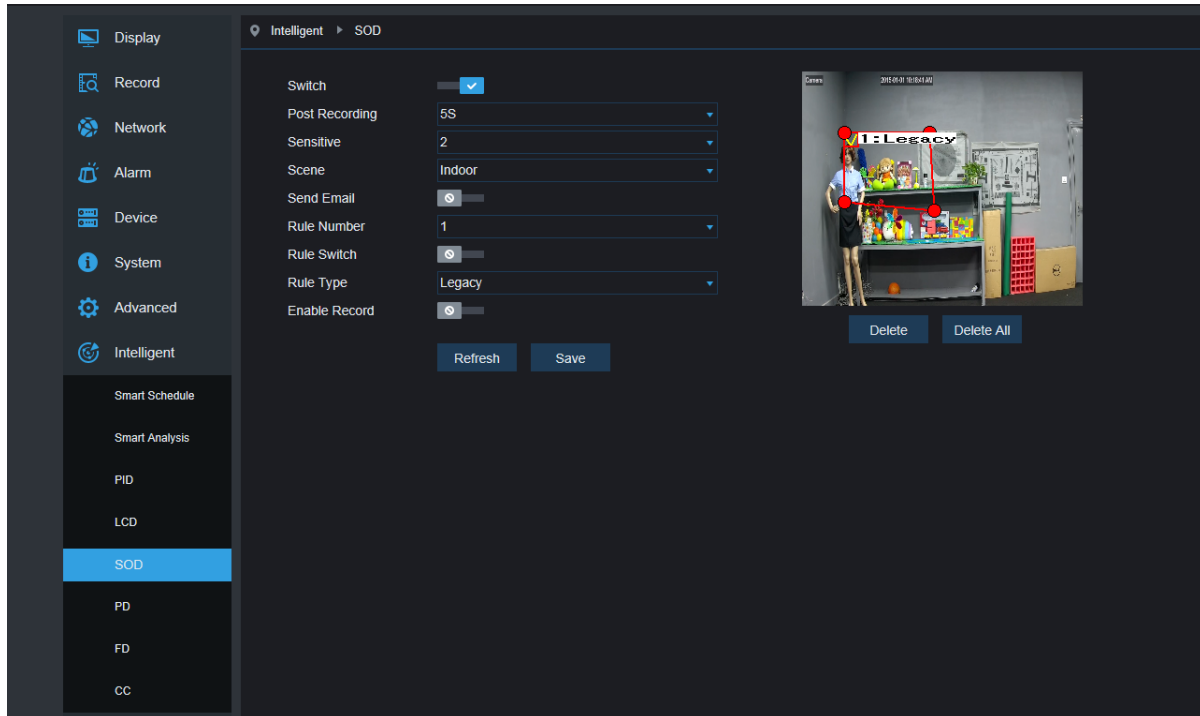 Display
Record
Network
Alarm
Device
System
Advanced
Intelligent
Smart Schedule
Smart Analysis
PID
LCD
SOD
PD
FD
CC
Intelligent SOD
Switch
Post Recording 5S
Sensitive 2
Scene Indoor
Send Email
Rule Number 1
Rule Switch
Rule Type Legacy
Enable Record
Refresh Save
Camera
1:Legacy
Delete Delete All